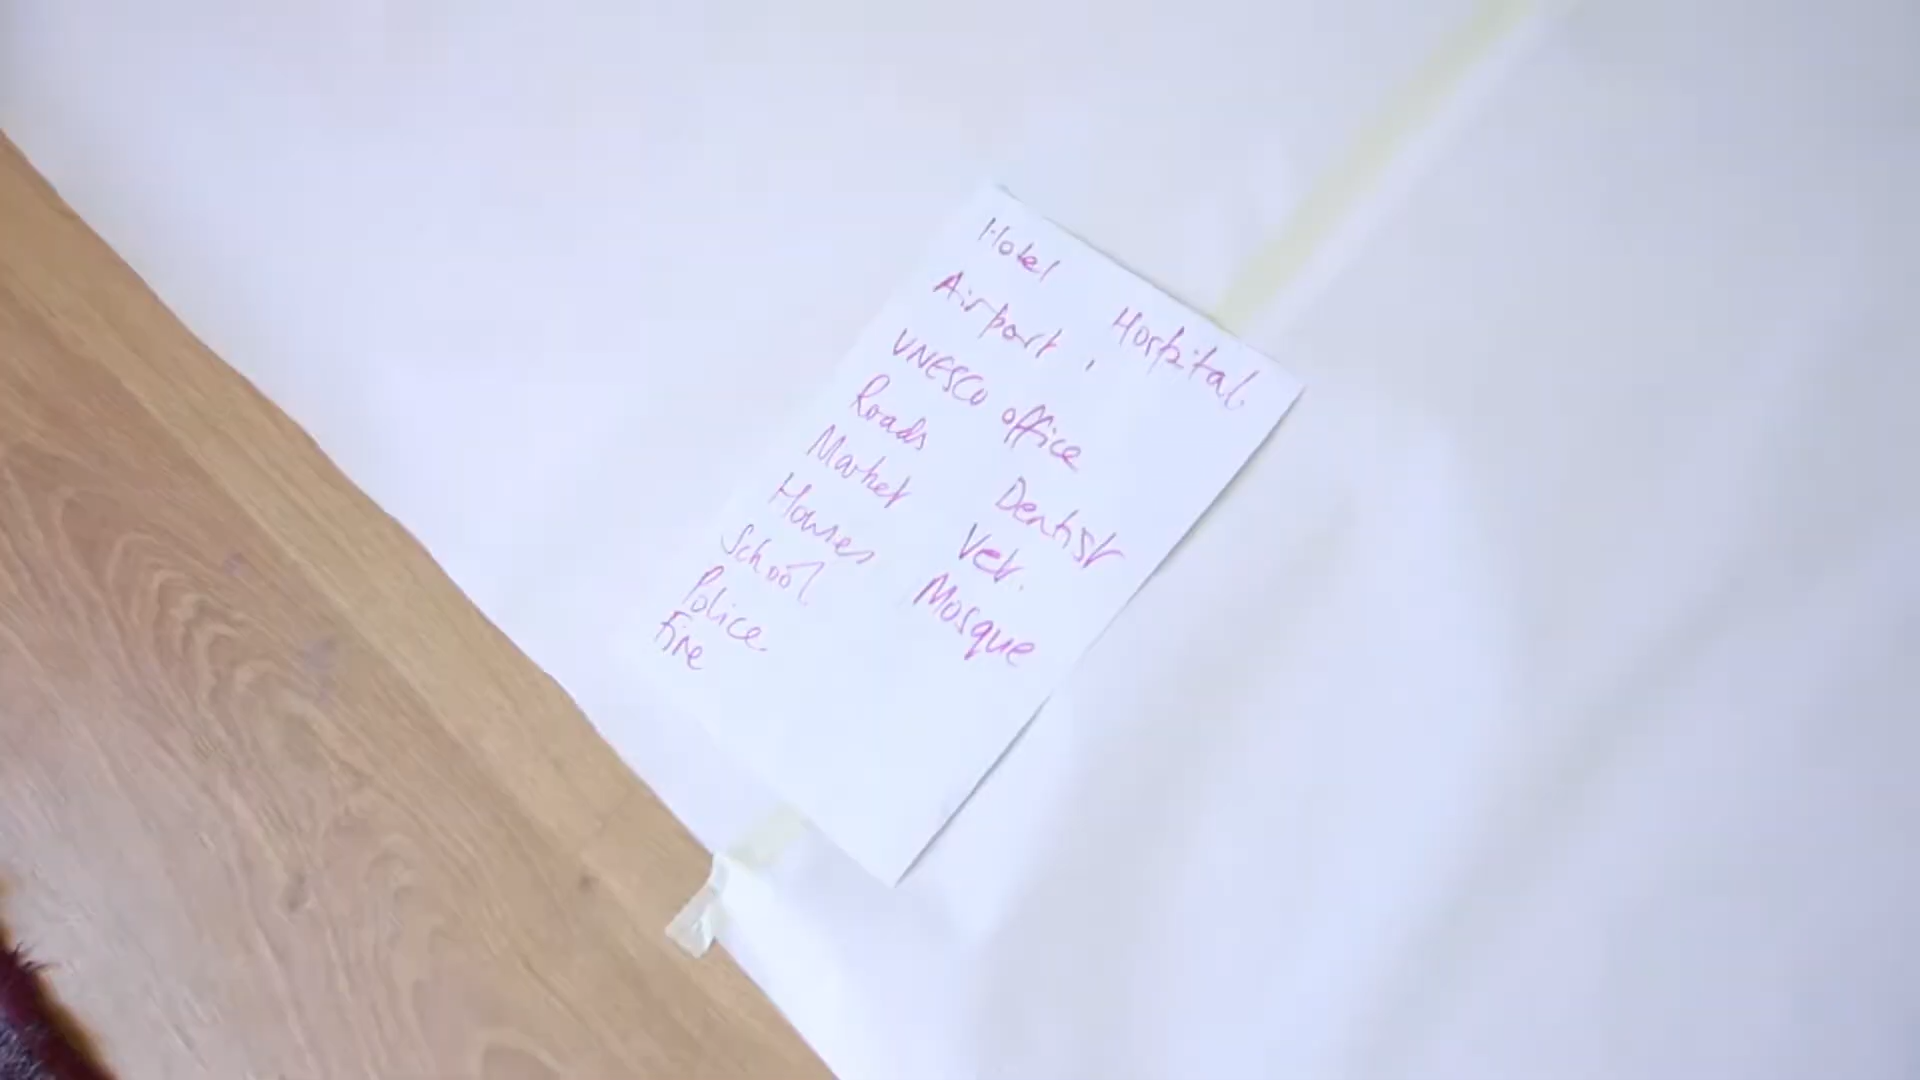 Hotel
Airport,
UNESCO office
Roads
Market
Houses
School
Police
Fire
Hospital
Dentist
Vet.
Mosque